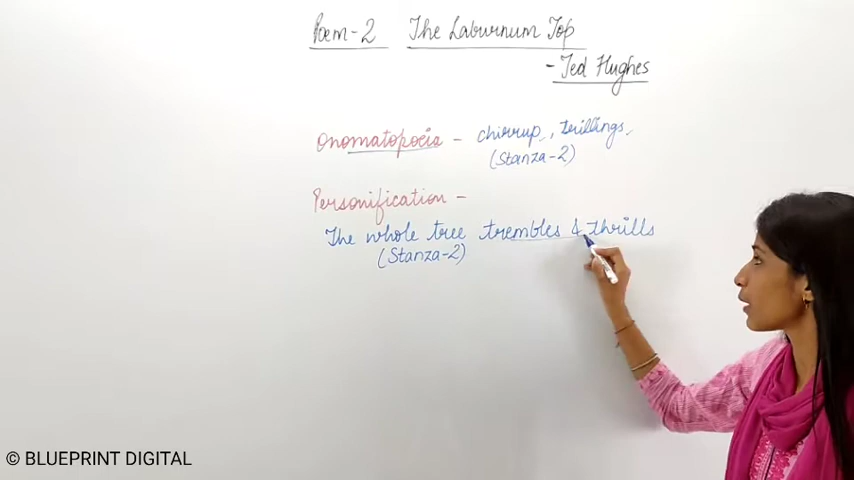 Poem-2 The Laburnum Top
- Ted Hughes
Onomatopoeia - chirrup, trillings,
(Stanza-2)
Personification -
The whole tree trembles & thrills
(Stanza-2)
© BLUEPRINT DIGITAL